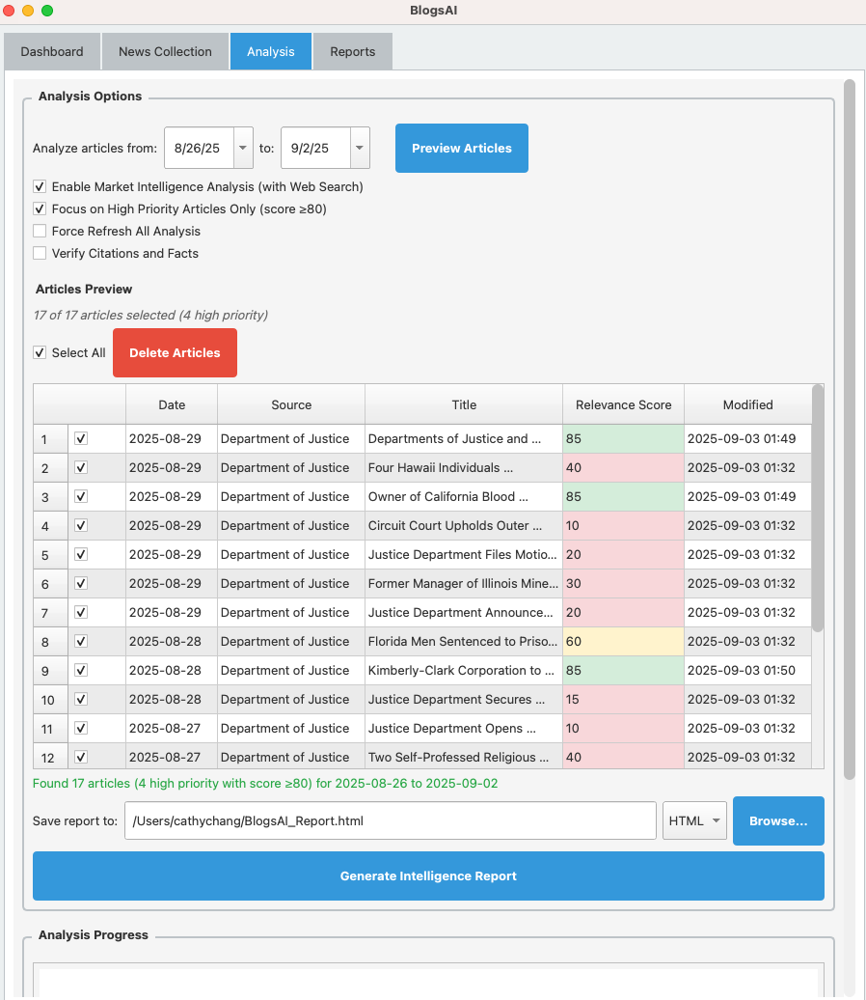 BlogsAI
Dashboard News Collection Analysis Reports
Analysis Options
Analyze articles from: 8/26/25 to: 9/2/25 Preview Articles
Enable Market Intelligence Analysis (with Web Search)
Focus on High Priority Articles Only (score ≥80)
Force Refresh All Analysis
Verify Citations and Facts
Articles Preview
17 of 17 articles selected (4 high priority)
Select All Delete Articles
Date Source Title Relevance Score Modified
1 2025-08-29 Department of Justice Departments of Justice and ... 85 2025-09-03 01:49
2 2025-08-29 Department of Justice Four Hawaii Individuals ... 40 2025-09-03 01:32
3 2025-08-29 Department of Justice Owner of California Blood ... 85 2025-09-03 01:49
4 2025-08-29 Department of Justice Circuit Court Upholds Outer ... 10 2025-09-03 01:32
5 2025-08-29 Department of Justice Justice Department Files Motio... 20 2025-09-03 01:32
6 2025-08-29 Department of Justice Former Manager of Illinois Mine... 30 2025-09-03 01:32
7 2025-08-29 Department of Justice Justice Department Announce... 20 2025-09-03 01:32
8 2025-08-28 Department of Justice Florida Men Sentenced to Priso... 60 2025-09-03 01:32
9 2025-08-28 Department of Justice Kimberly-Clark Corporation to ... 85 2025-09-03 01:50
10 2025-08-28 Department of Justice Justice Department Secures ... 15 2025-09-03 01:32
11 2025-08-27 Department of Justice Justice Department Opens ... 10 2025-09-03 01:32
12 2025-08-27 Department of Justice Two Self-Professed Religious ... 40 2025-09-03 01:32
Found 17 articles (4 high priority with score ≥80) for 2025-08-26 to 2025-09-02
Save report to: /Users/cathychang/BlogsAI_Report.html HTML Browse...
Generate Intelligence Report
Analysis Progress